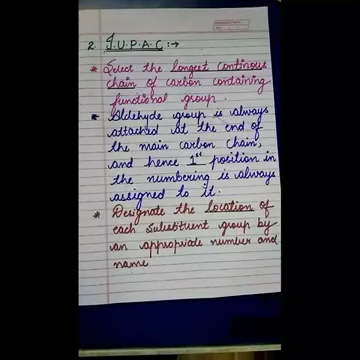 2. I.U.P.A.C :→
* Select the longest continous
chain of carbon containing
functional group.
* Aldehyde group is always
attached at the end of
the main carbon chain,
and hence 1st position in
the numbering is always
assigned to it.
* Designate the location of
each substituent group by
an appropriate number and
name